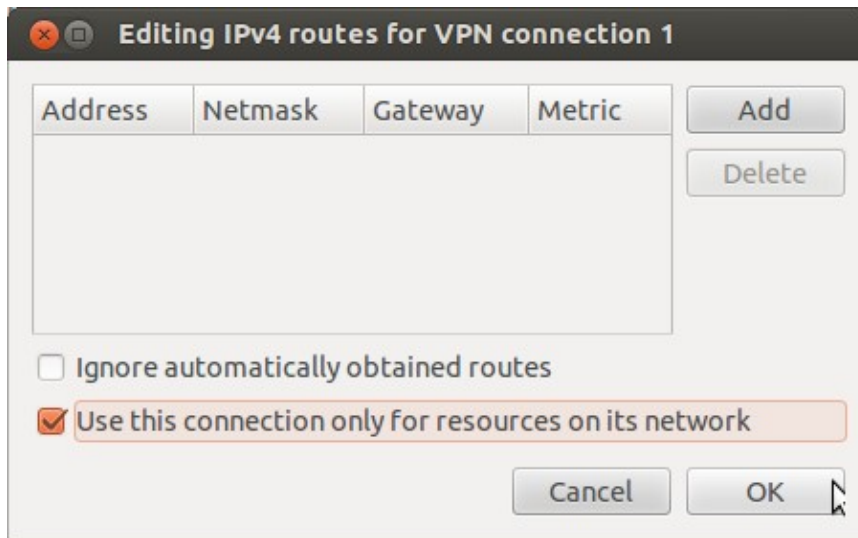 Editing IPv4 routes for VPN connection 1
Address Netmask Gateway Metric Add
Delete
Ignore automatically obtained routes
Use this connection only for resources on its network
Cancel OK